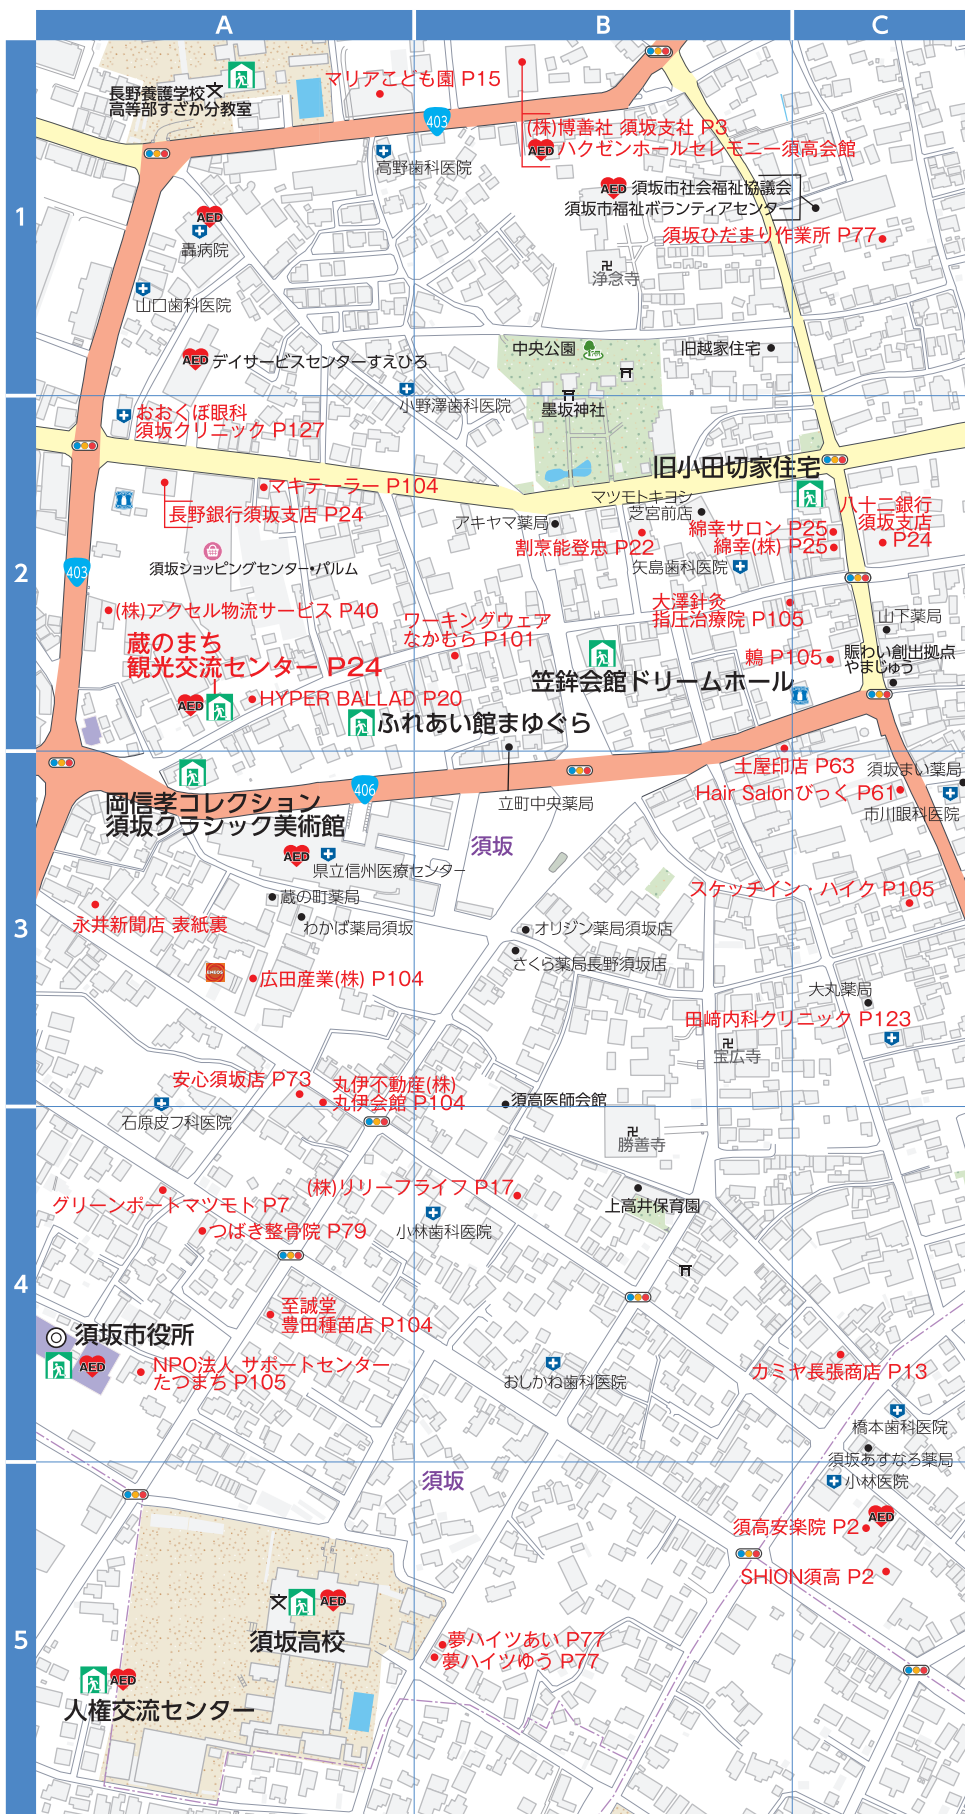 A
B
C
1
2
3
4
5
長野養護学校
高等部すざか分教室
マリアこども園 P15
403
(株)博善社 須坂支社 P3
AED
ハクゼンホールセレモニー須高会館
高野歯科医院
AED
須坂市社会福祉協議会
須坂市福祉ボランティアセンター
須坂ひだまり作業所 P77
AED
轟病院
浄念寺
山口歯科医院
AED
デイサービスセンターすえひろ
中央公園
旧越家住宅
小野澤歯科医院
墨坂神社
おおくぼ眼科
須坂クリニック P127
旧小田切家住宅
マキテーラー P104
長野銀行須坂支店 P24
マツモトキヨシ
芝宮前店
アキヤマ薬局
割烹能登忠 P22
綿幸サロン P25
綿幸(株) P25
八十二銀行
須坂支店
P24
矢島歯科医院
須坂ショッピングセンター・パルム
403
(株)アクセル物流サービス P40
大澤針灸
指圧治療院 P105
山下薬局
ワーキングウェア
なかむら P101
蔵のまち
観光交流センター P24
鵜 P105
賑わい創出拠点
やまじゅう
笠鉾会館ドリームホール
AED
HYPER BALLAD P20
ふれあい館まゆぐら
土屋印店 P63
須坂まい薬局
406
Hair Salonびっく P61
岡信孝コレクション
須坂クラシック美術館
立町中央薬局
市川眼科医院
須坂
AED
県立信州医療センター
スケッチイン・ハイク P105
蔵の町薬局
永井新聞店 表紙裏
わかば薬局須坂
オリジン薬局須坂店
さくら薬局長野須坂店
ENEOS
広田産業(株) P104
大丸薬局
田﨑内科クリニック P123
宝広寺
安心須坂店 P73
丸伊不動産(株)
丸伊会館 P104
須高医師会館
石原皮フ科医院
勝善寺
(株)リリーフライフ P17
グリーンポートマツモト P7
上高井保育園
つばき整骨院 P79
小林歯科医院
至誠堂
豊田種苗店 P104
須坂市役所
AED
NPO法人 サポートセンター
たつまち P105
カミヤ長張商店 P13
おしかね歯科医院
橋本歯科医院
須坂あすなろ薬局
須坂
小林医院
AED
須高安楽院 P2
SHION須高 P2
AED
須坂高校
夢ハイツあい P77
夢ハイツゆう P77
AED
人権交流センター